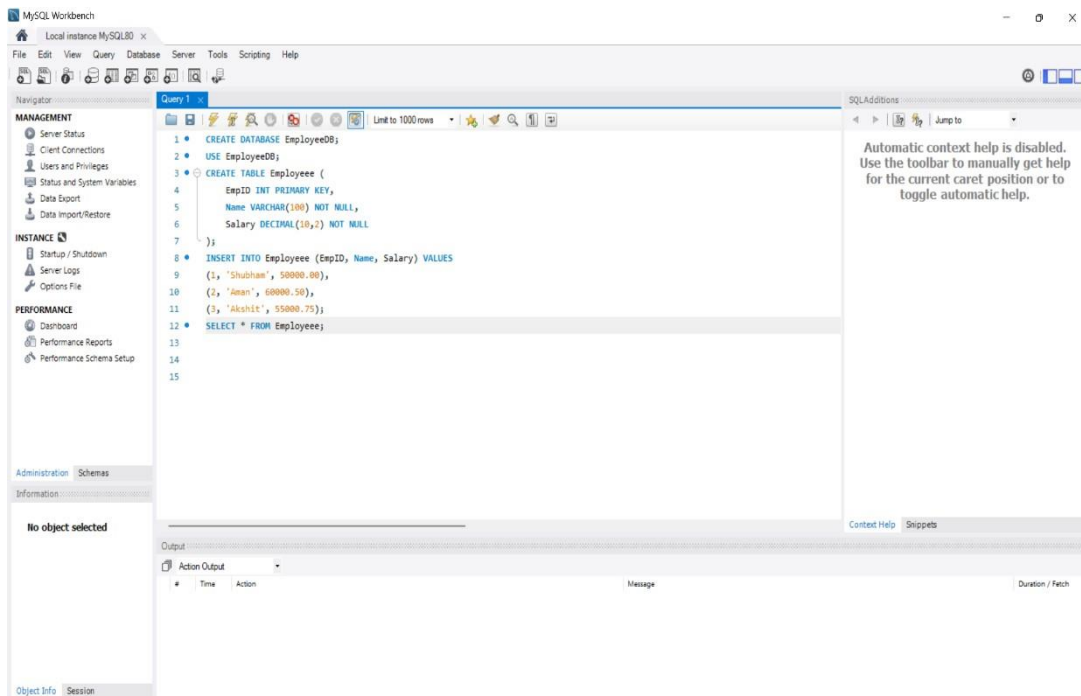 MySQL Workbench
Local instance MySQL80 x
File Edit View Query Database Server Tools Scripting Help
Navigator
MANAGEMENT
Server Status
Client Connections
Users and Privileges
Status and System Variables
Data Export
Data Import/Restore
INSTANCE
Startup / Shutdown
Server Logs
Options File
PERFORMANCE
Dashboard
Performance Reports
Performance Schema Setup
Administration Schemas
Information
No object selected
Object Info Session
Query 1 x
Limit to 1000 rows
1 CREATE DATABASE EmployeeeDB;
2 USE EmployeeeDB;
3 CREATE TABLE Employeee (
4 EmpID INT PRIMARY KEY,
5 Name VARCHAR(100) NOT NULL,
6 Salary DECIMAL(10,2) NOT NULL
7 );
8 INSERT INTO Employeee (EmpID, Name, Salary) VALUES
9 (1, 'Shubham', 50000.00),
10 (2, 'Aman', 60000.50),
11 (3, 'Akshit', 55000.75);
12 SELECT * FROM Employeee;
13
14
15
Output
Action Output
# Time Action Message Duration / Fetch
SQLAdditions
Jump to
Automatic context help is disabled.
Use the toolbar to manually get help
for the current caret position or to
toggle automatic help.
Context Help Snippets